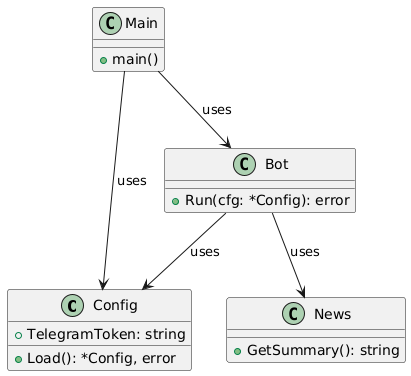 C Main
main()
uses
C Bot
Run(cfg: *Config): error
uses
uses
uses
C Config
TelegramToken: string
Load(): *Config, error
C News
GetSummary(): string